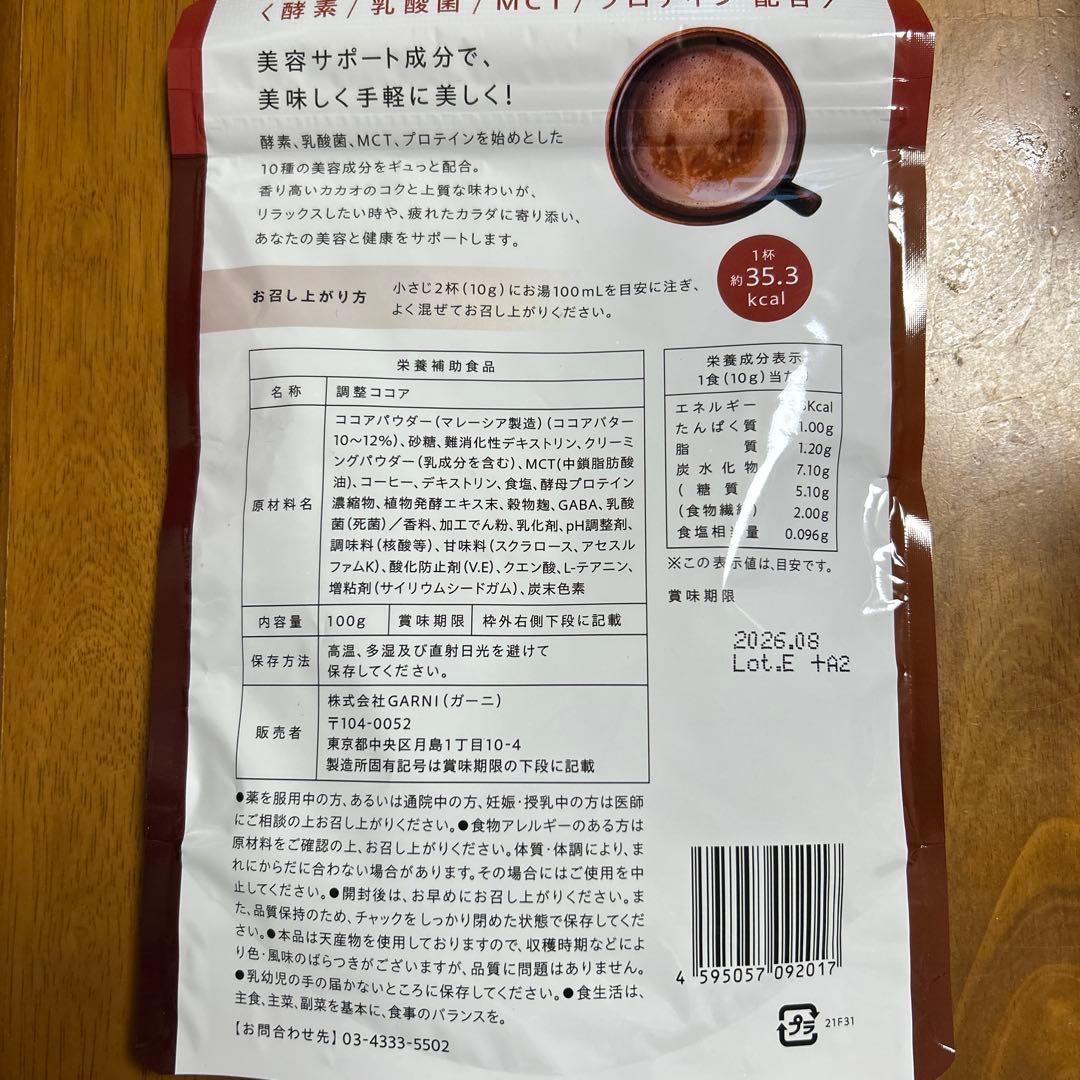 〈酵素/乳酸菌/MCT/プロテイン配合〉
美容サポート成分で、
美味しく手軽に美しく!
酵素、乳酸菌、MCT、プロテインを始めとした
10種の美容成分をギュっと配合。
香り高いカカオのコクと上質な味わいが、
リラックスしたい時や、疲れたカラダに寄り添い、
あなたの美容と健康をサポートします。
1杯
約35.3
kcal
お召し上がり方
小さじ2杯(10g)にお湯100mLを目安に注ぎ、
よく混ぜてお召し上がりください。
栄養補助食品
名称 調整ココア
原材料名
ココアパウダー(マレーシア製造)(ココアバター
10〜12%)、砂糖、難消化性デキストリン、クリーミ
ングパウダー(乳成分を含む)、MCT(中鎖脂肪酸
油)、コーヒー、デキストリン、食塩、酵母プロテイン
濃縮物、植物発酵エキス末、穀物麹、GABA、乳酸
菌(死菌)/香料、加工でん粉、乳化剤、pH調整剤、
調味料(核酸等)、甘味料(スクラロース、アセスル
ファムK)、酸化防止剤(V.E)、クエン酸、L-テアニン、
増粘剤(サイリウムシードガム)、炭末色素
内容量 100g 賞味期限 枠外右側下段に記載
保存方法
高温、多湿及び直射日光を避けて
保存してください。
販売者
株式会社GARNI(ガーニ)
〒104-0052
東京都中央区月島1丁目10-4
製造所固有記号は賞味期限の下段に記載
栄養成分表示
1食(10g)当た
エネルギー Kcal
たんぱく質 1.00g
脂質 1.20g
炭水化物 7.10g
(糖質 5.10g
(食物繊維) 2.00g
食塩相当量 0.096g
※この表示値は、目安です。
賞味期限
2026.08
Lot.E +A2
●薬を服用中の方、あるいは通院中の方、妊娠・授乳中の方は医師
にご相談の上お召し上がりください。●食物アレルギーのある方は
原材料をご確認の上、お召し上がりください。体質・体調により、ま
れにからだに合わない場合があります。その場合にはご使用を中
止してください。●開封後は、お早めにお召し上がりください。ま
た、品質保持のため、チャックをしっかり閉めた状態で保存してくだ
さい。●本品は天産物を使用しておりますので、収穫時期などによ
り色・風味のばらつきがございますが、品質に問題はありません。
●乳幼児の手の届かないところに保存してください。●食生活は、
主食、主菜、副菜を基本に、食事のバランスを。
【お問合わせ先】03-4333-5502
4 595057 092017
プラ
21F31